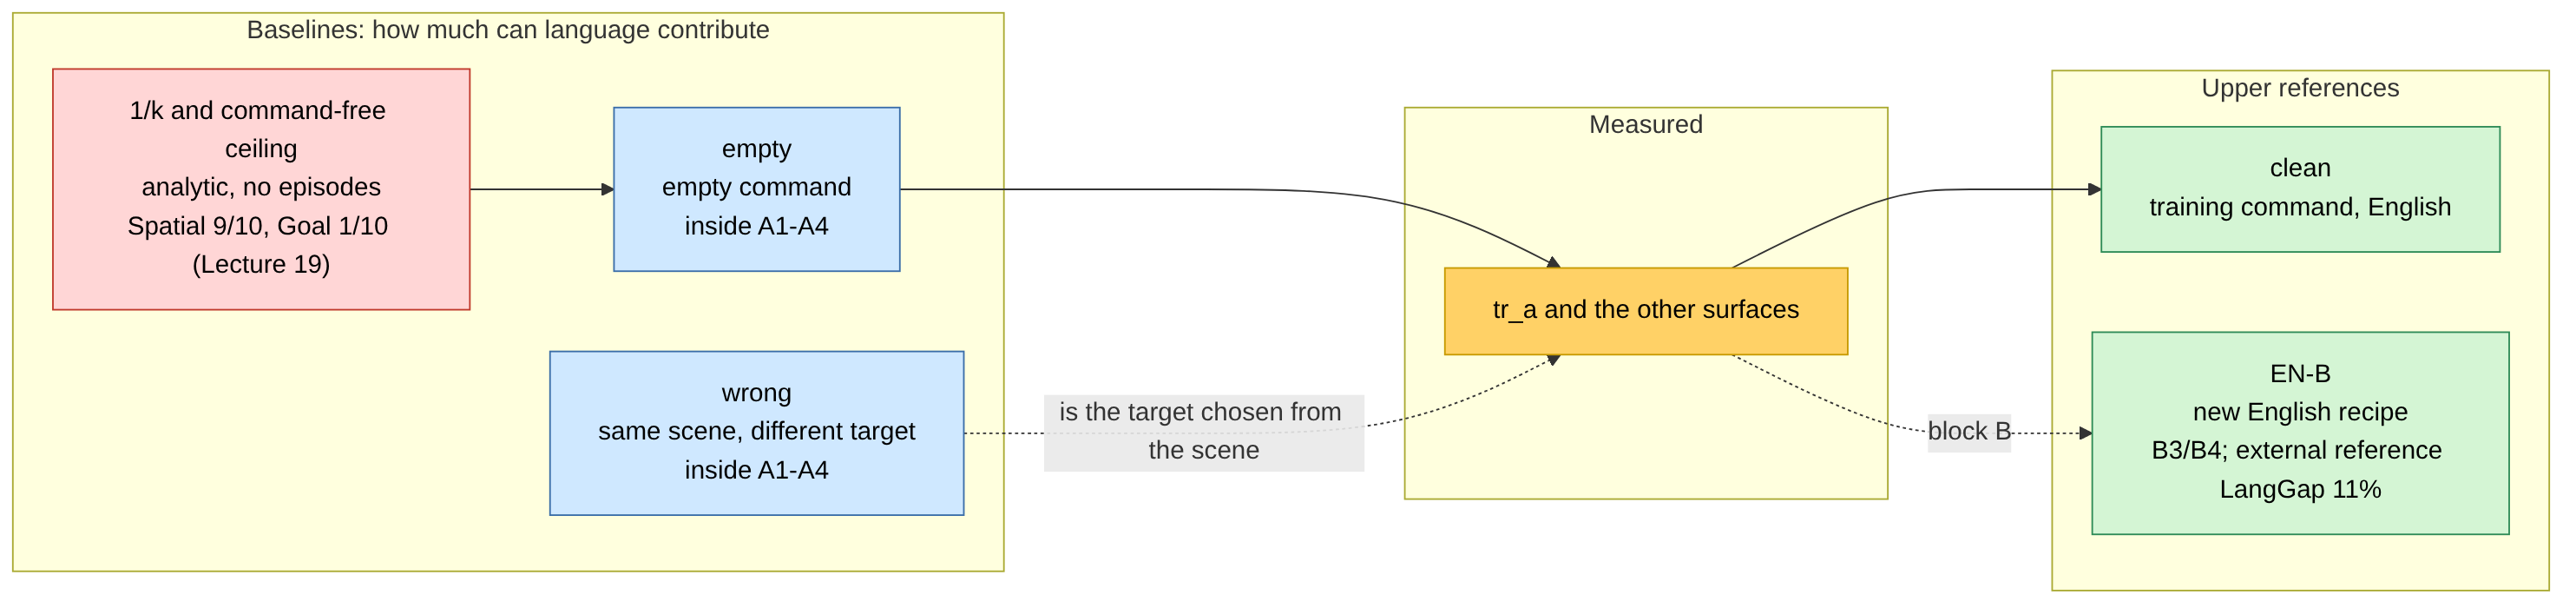 Baselines: how much can language contribute
1/k and command-free
ceiling
analytic, no episodes
Spatial 9/10, Goal 1/10
(Lecture 19)
empty
empty command
inside A1-A4
wrong
same scene, different target
inside A1-A4
is the target chosen from
the scene
Measured
tr_a and the other surfaces
block B
Upper references
clean
training command, English
EN-B
new English recipe
B3/B4; external reference
LangGap 11%